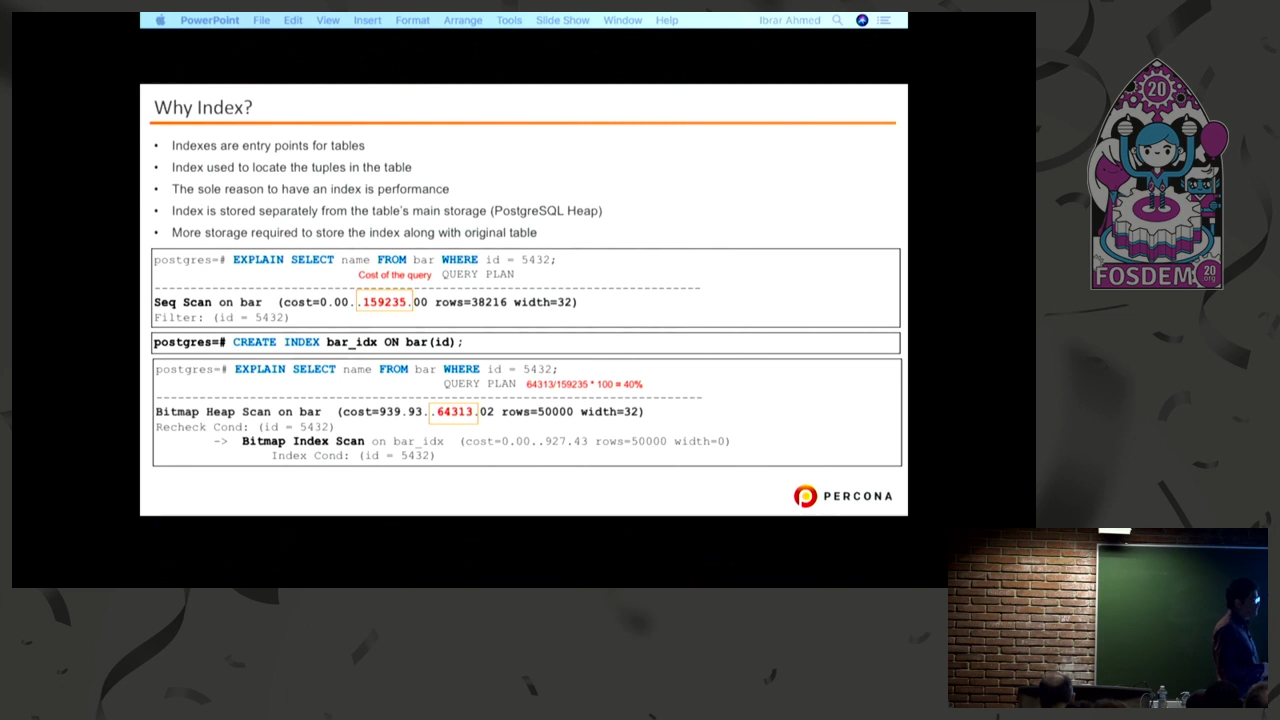 PowerPoint File Edit View Insert Format Arrange Tools Slide Show Window Help Ibrar Ahmed
Why Index?
• Indexes are entry points for tables
• Index used to locate the tuples in the table
• The sole reason to have an index is performance
• Index is stored separately from the table's main storage (PostgreSQL Heap)
• More storage required to store the index along with original table
postgres=# EXPLAIN SELECT name FROM bar WHERE id = 5432;
Cost of the query QUERY PLAN
---------------------------------------------------------------------------
Seq Scan on bar (cost=0.00..159235.00 rows=38216 width=32)
Filter: (id = 5432)
postgres=# CREATE INDEX bar_idx ON bar(id);
postgres=# EXPLAIN SELECT name FROM bar WHERE id = 5432;
QUERY PLAN 64313/159235 * 100 = 40%
---------------------------------------------------------------------------
Bitmap Heap Scan on bar (cost=939.93..64313.02 rows=50000 width=32)
Recheck Cond: (id = 5432)
-> Bitmap Index Scan on bar_idx (cost=0.00..927.43 rows=50000 width=0)
Index Cond: (id = 5432)
PERCONA
20
FOSDEM 20
.org